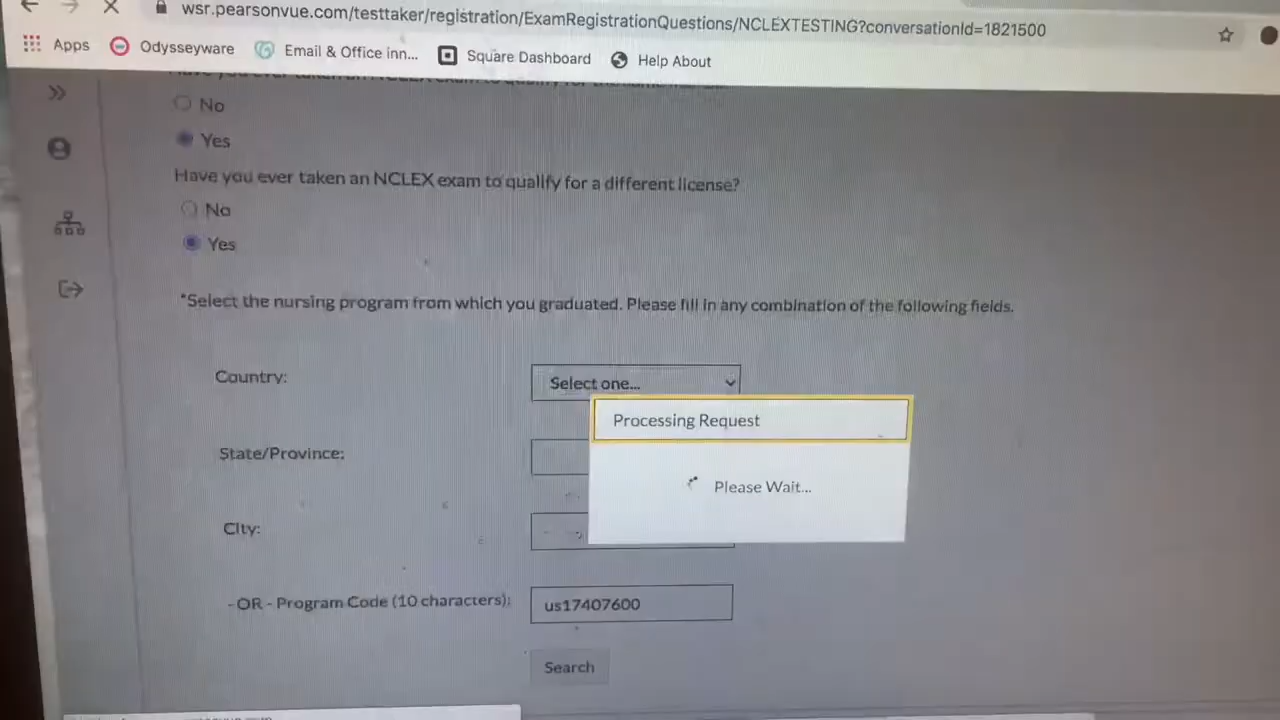 wsr.pearsonvue.com/testtaker/registration/ExamRegistrationQuestions/NCLEXTESTING?conversationId=1821500
Apps Odysseyware Email & Office inn... Square Dashboard Help About
No
Yes
Have you ever taken an NCLEX exam to qualify for a different license?
No
Yes
*Select the nursing program from which you graduated. Please fill in any combination of the following fields.
Country: Select one...
Processing Request
State/Province:
Please Wait...
City:
- OR - Program Code (10 characters): us17407600
Search